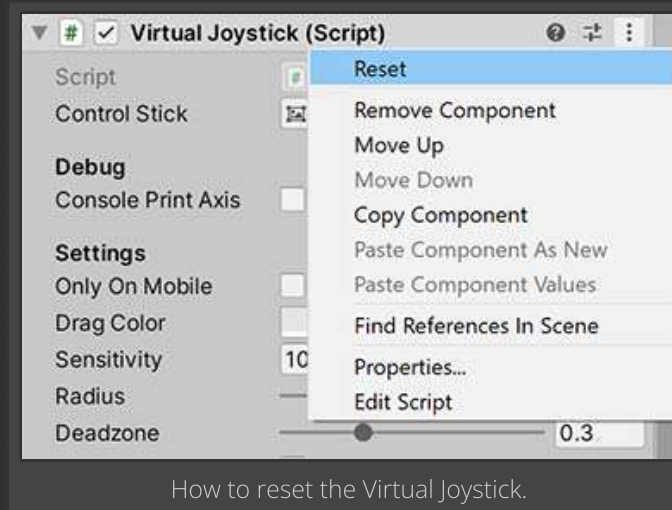 Virtual Joystick (Script)
Script
Control Stick
Debug
Console Print Axis
Settings
Only On Mobile
Drag Color
Sensitivity 10
Radius
Deadzone 0.3
Reset
Remove Component
Move Up
Move Down
Copy Component
Paste Component As New
Paste Component Values
Find References In Scene
Properties...
Edit Script
How to reset the Virtual Joystick.